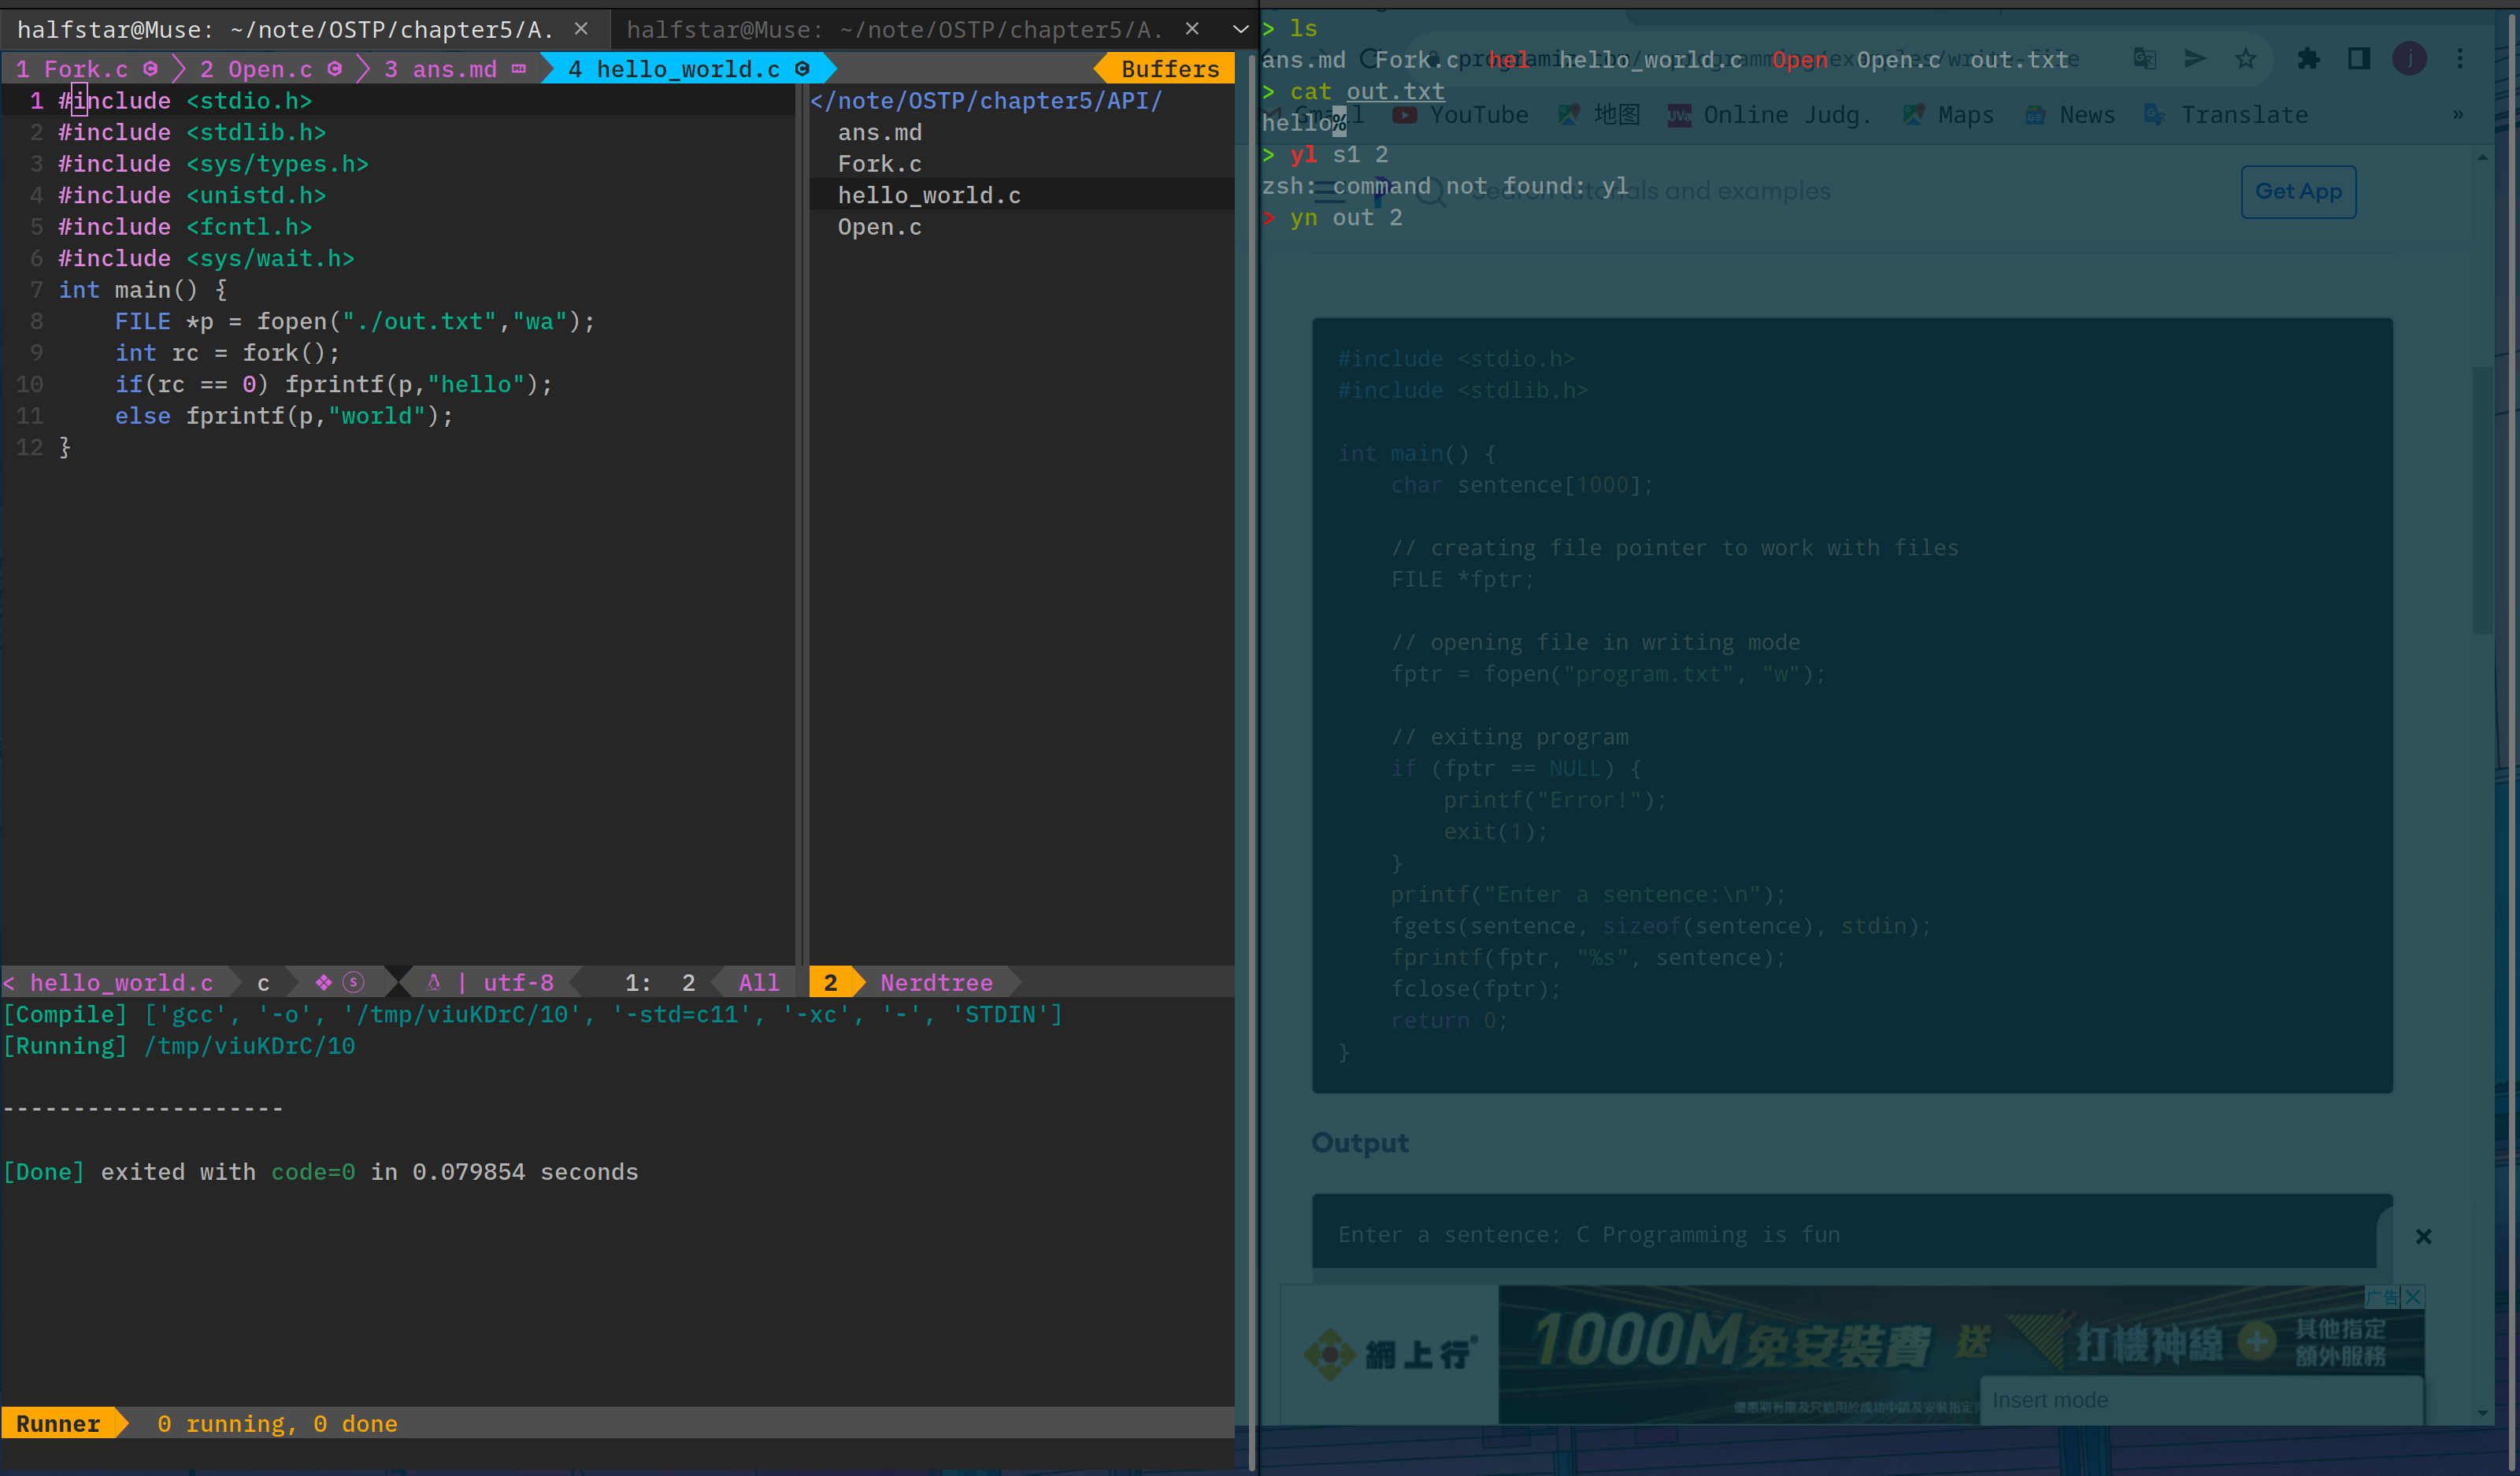 halfstar@Muse: ~/note/OSTP/chapter5/A. × halfstar@Muse: ~/note/OSTP/chapter5/A. ×
1 Fork.c 2 Open.c 3 ans.md 4 hello_world.c Buffers
1 #include <stdio.h>
2 #include <stdlib.h>
3 #include <sys/types.h>
4 #include <unistd.h>
5 #include <fcntl.h>
6 #include <sys/wait.h>
7 int main() {
8 FILE *p = fopen("./out.txt","wa");
9 int rc = fork();
10 if(rc == 0) fprintf(p,"hello");
11 else fprintf(p,"world");
12 }
</note/OSTP/chapter5/API/
ans.md
Fork.c
hello_world.c
Open.c
< hello_world.c c | utf-8 1: 2 All 2 Nerdtree
[Compile] ['gcc', '-o', '/tmp/viuKDrC/10', '-std=c11', '-xc', '-', 'STDIN']
[Running] /tmp/viuKDrC/10
--------------------
[Done] exited with code=0 in 0.079854 seconds
Runner 0 running, 0 done
> ls
ans.md Fork.c hel hello_world.c Open Open.c out.txt
> cat out.txt
hello%
> yl s1 2
zsh: command not found: yl
> yn out 2
YouTube 地图 Online Judg. Maps News Translate »
Search tutorials and examples
Get App
#include <stdio.h>
#include <stdlib.h>
int main() {
char sentence[1000];
// creating file pointer to work with files
FILE *fptr;
// opening file in writing mode
fptr = fopen("program.txt", "w");
// exiting program
if (fptr == NULL) {
printf("Error!");
exit(1);
}
printf("Enter a sentence:\n");
fgets(sentence, sizeof(sentence), stdin);
fprintf(fptr, "%s", sentence);
fclose(fptr);
return 0;
}
Output
Enter a sentence: C Programming is fun
廣告
網上行
1000M免安裝費 送 打機神線 + 其他指定
額外服務
Insert mode